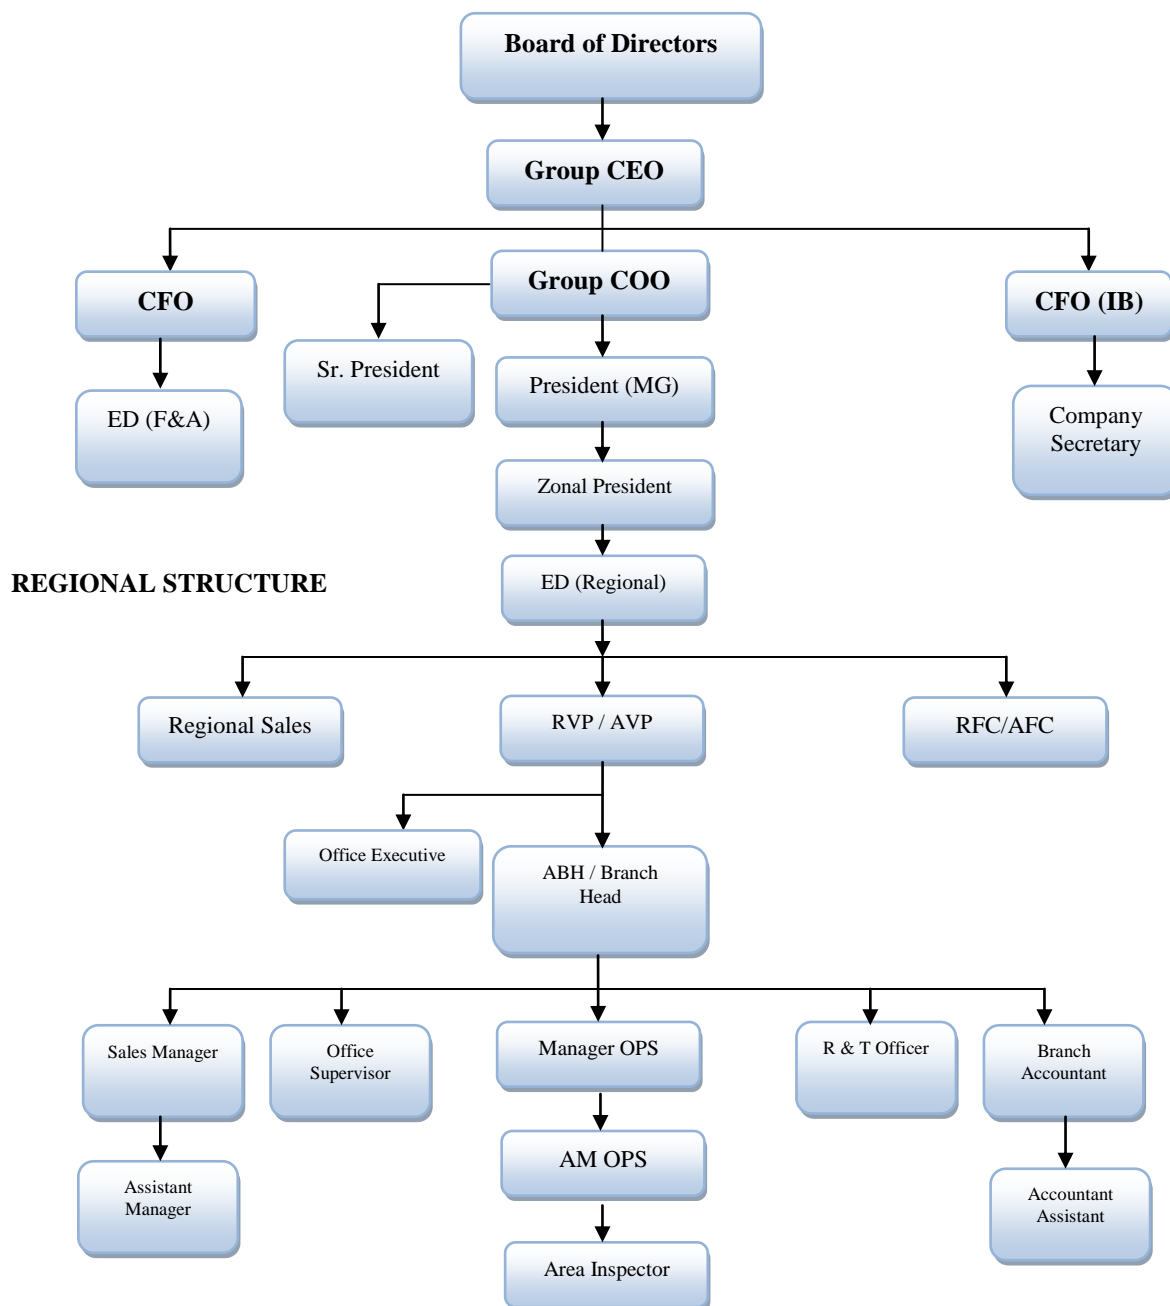 Board of Directors
Group CEO
CFO
Group COO
CFO (IB)
Sr. President
President (MG)
ED (F&A)
Company
Secretary
Zonal President
REGIONAL STRUCTURE
ED (Regional)
Regional Sales
RVP / AVP
RFC/AFC
Office Executive
ABH / Branch
Head
Sales Manager
Office
Supervisor
Manager OPS
R & T Officer
Branch
Accountant
AM OPS
Assistant
Manager
Accountant
Assistant
Area Inspector